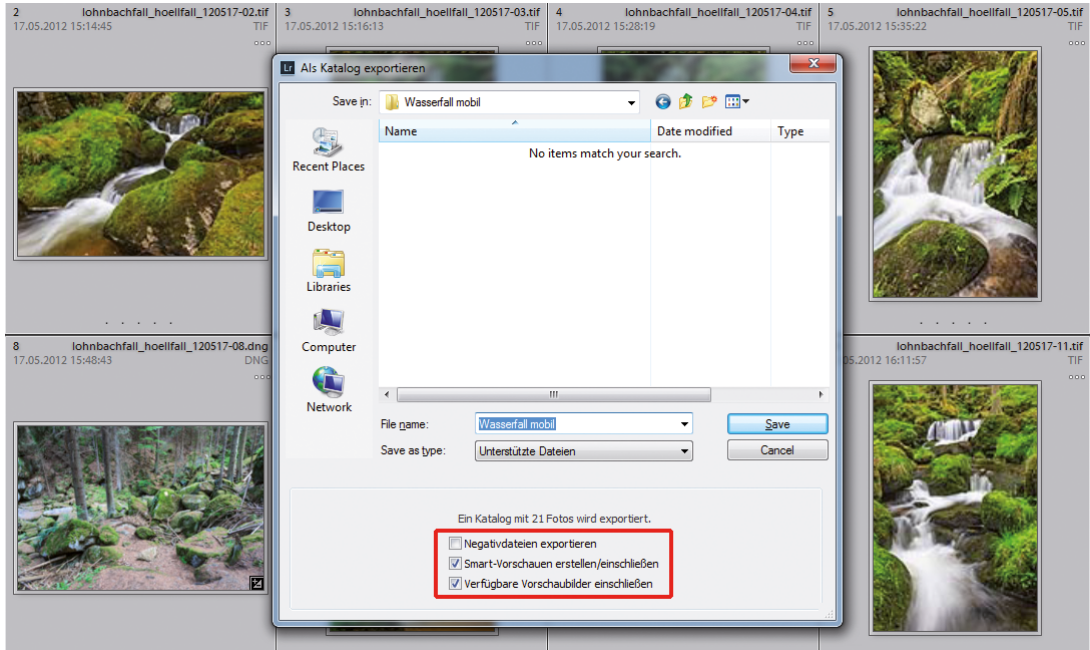 2 lohnbachfall_hoellfall_120517-02.tif
17.05.2012 15:14:45 TIF
3 lohnbachfall_hoellfall_120517-03.tif
17.05.2012 15:16:13 TIF
4 lohnbachfall_hoellfall_120517-04.tif
17.05.2012 15:28:19 TIF
5 lohnbachfall_hoellfall_120517-05.tif
17.05.2012 15:35:22 TIF
Lr Als Katalog exportieren
Save in: Wasserfall mobil
Name Date modified Type
No items match your search.
Recent Places
Desktop
Libraries
Computer
Network
File name: Wasserfall mobil Save
Save as type: Unterstützte Dateien Cancel
Ein Katalog mit 21 Fotos wird exportiert.
Negativdateien exportieren
Smart-Vorschauen erstellen/einschließen
Verfügbare Vorschaubilder einschließen
8 lohnbachfall_hoellfall_120517-08.dng
17.05.2012 15:48:43 DNG
lohnbachfall_hoellfall_120517-11.tif
05.2012 16:11:57 TIF